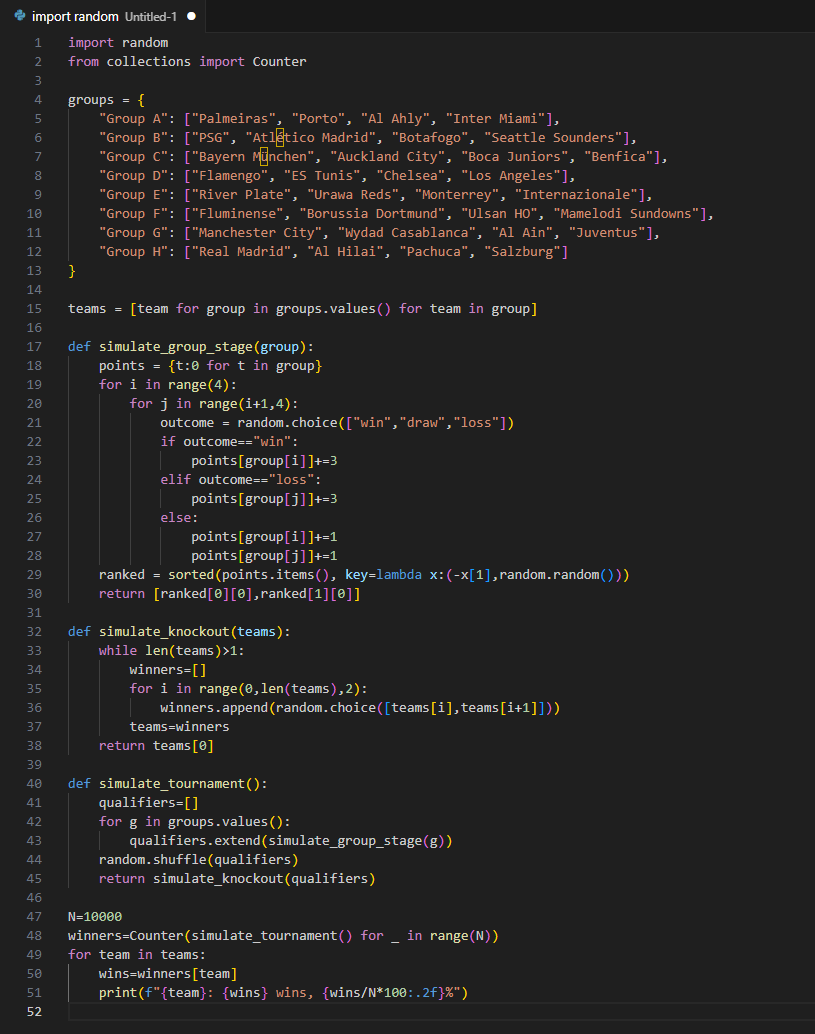 import random Untitled-1
1 import random
2 from collections import Counter
3
4 groups = {
5     "Group A": ["Palmeiras", "Porto", "Al Ahly", "Inter Miami"],
6     "Group B": ["PSG", "Atlético Madrid", "Botafogo", "Seattle Sounders"],
7     "Group C": ["Bayern München", "Auckland City", "Boca Juniors", "Benfica"],
8     "Group D": ["Flamengo", "ES Tunis", "Chelsea", "Los Angeles"],
9     "Group E": ["River Plate", "Urawa Reds", "Monterrey", "Internazionale"],
10     "Group F": ["Fluminense", "Borussia Dortmund", "Ulsan HO", "Mamelodi Sundowns"],
11     "Group G": ["Manchester City", "Wydad Casablanca", "Al Ain", "Juventus"],
12     "Group H": ["Real Madrid", "Al Hilai", "Pachuca", "Salzburg"]
13 }
14
15 teams = [team for group in groups.values() for team in group]
16
17 def simulate_group_stage(group):
18     points = {t:0 for t in group}
19     for i in range(4):
20         for j in range(i+1,4):
21             outcome = random.choice(["win","draw","loss"])
22             if outcome=="win":
23                 points[group[i]]+=3
24             elif outcome=="loss":
25                 points[group[j]]+=3
26             else:
27                 points[group[i]]+=1
28                 points[group[j]]+=1
29     ranked = sorted(points.items(), key=lambda x:(-x[1],random.random()))
30     return [ranked[0][0],ranked[1][0]]
31
32 def simulate_knockout(teams):
33     while len(teams)>1:
34         winners=[]
35         for i in range(0,len(teams),2):
36             winners.append(random.choice([teams[i],teams[i+1]]))
37         teams=winners
38     return teams[0]
39
40 def simulate_tournament():
41     qualifiers=[]
42     for g in groups.values():
43         qualifiers.extend(simulate_group_stage(g))
44     random.shuffle(qualifiers)
45     return simulate_knockout(qualifiers)
46
47 N=10000
48 winners=Counter(simulate_tournament() for _ in range(N))
49 for team in teams:
50     wins=winners[team]
51     print(f"{team}: {wins} wins, {wins/N*100:.2f}%")
52